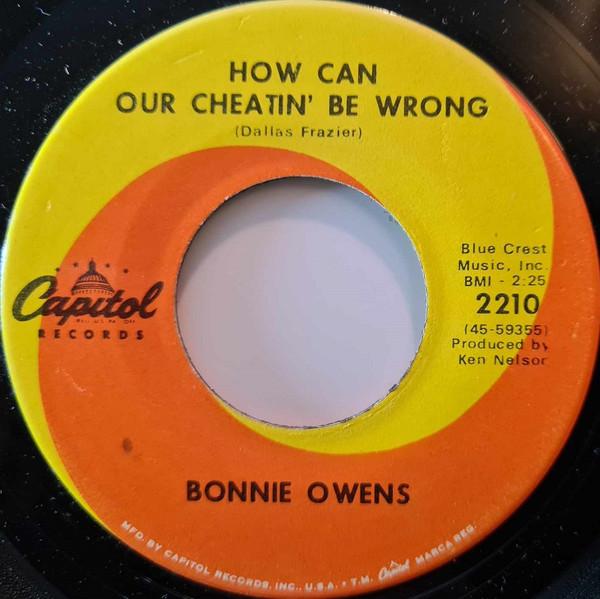 HOW CAN
OUR CHEATIN' BE WRONG
(Dallas Frazier)
Blue Crest
Music, Inc.
BMI - 2:25
2210
(45-59355)
Produced by
Ken Nelson
Capitol
RECORDS
BONNIE OWENS
MFD. BY CAPITOL RECORDS, INC., U.S.A. • T.M. Capitol MARCA REG.